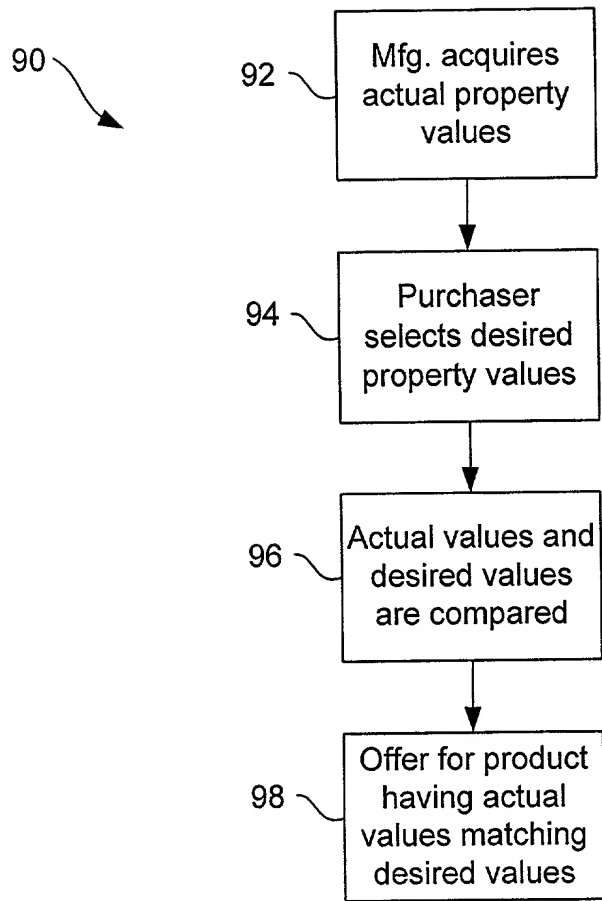 90
92
Mfg. acquires
actual property
values
94
Purchaser
selects desired
property values
96
Actual values and
desired values
are compared
98
Offer for product
having actual
values matching
desired values